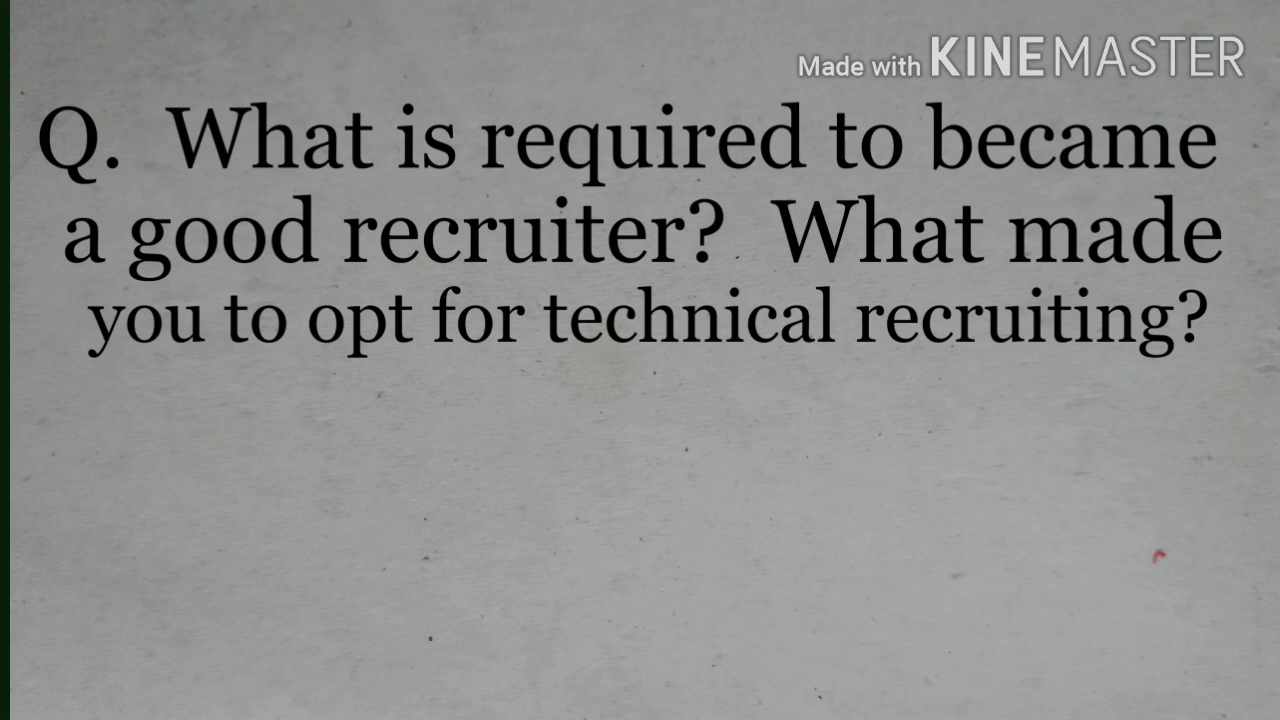 Made with KINEMASTER
Q. What is required to became
a good recruiter? What made
you to opt for technical recruiting?